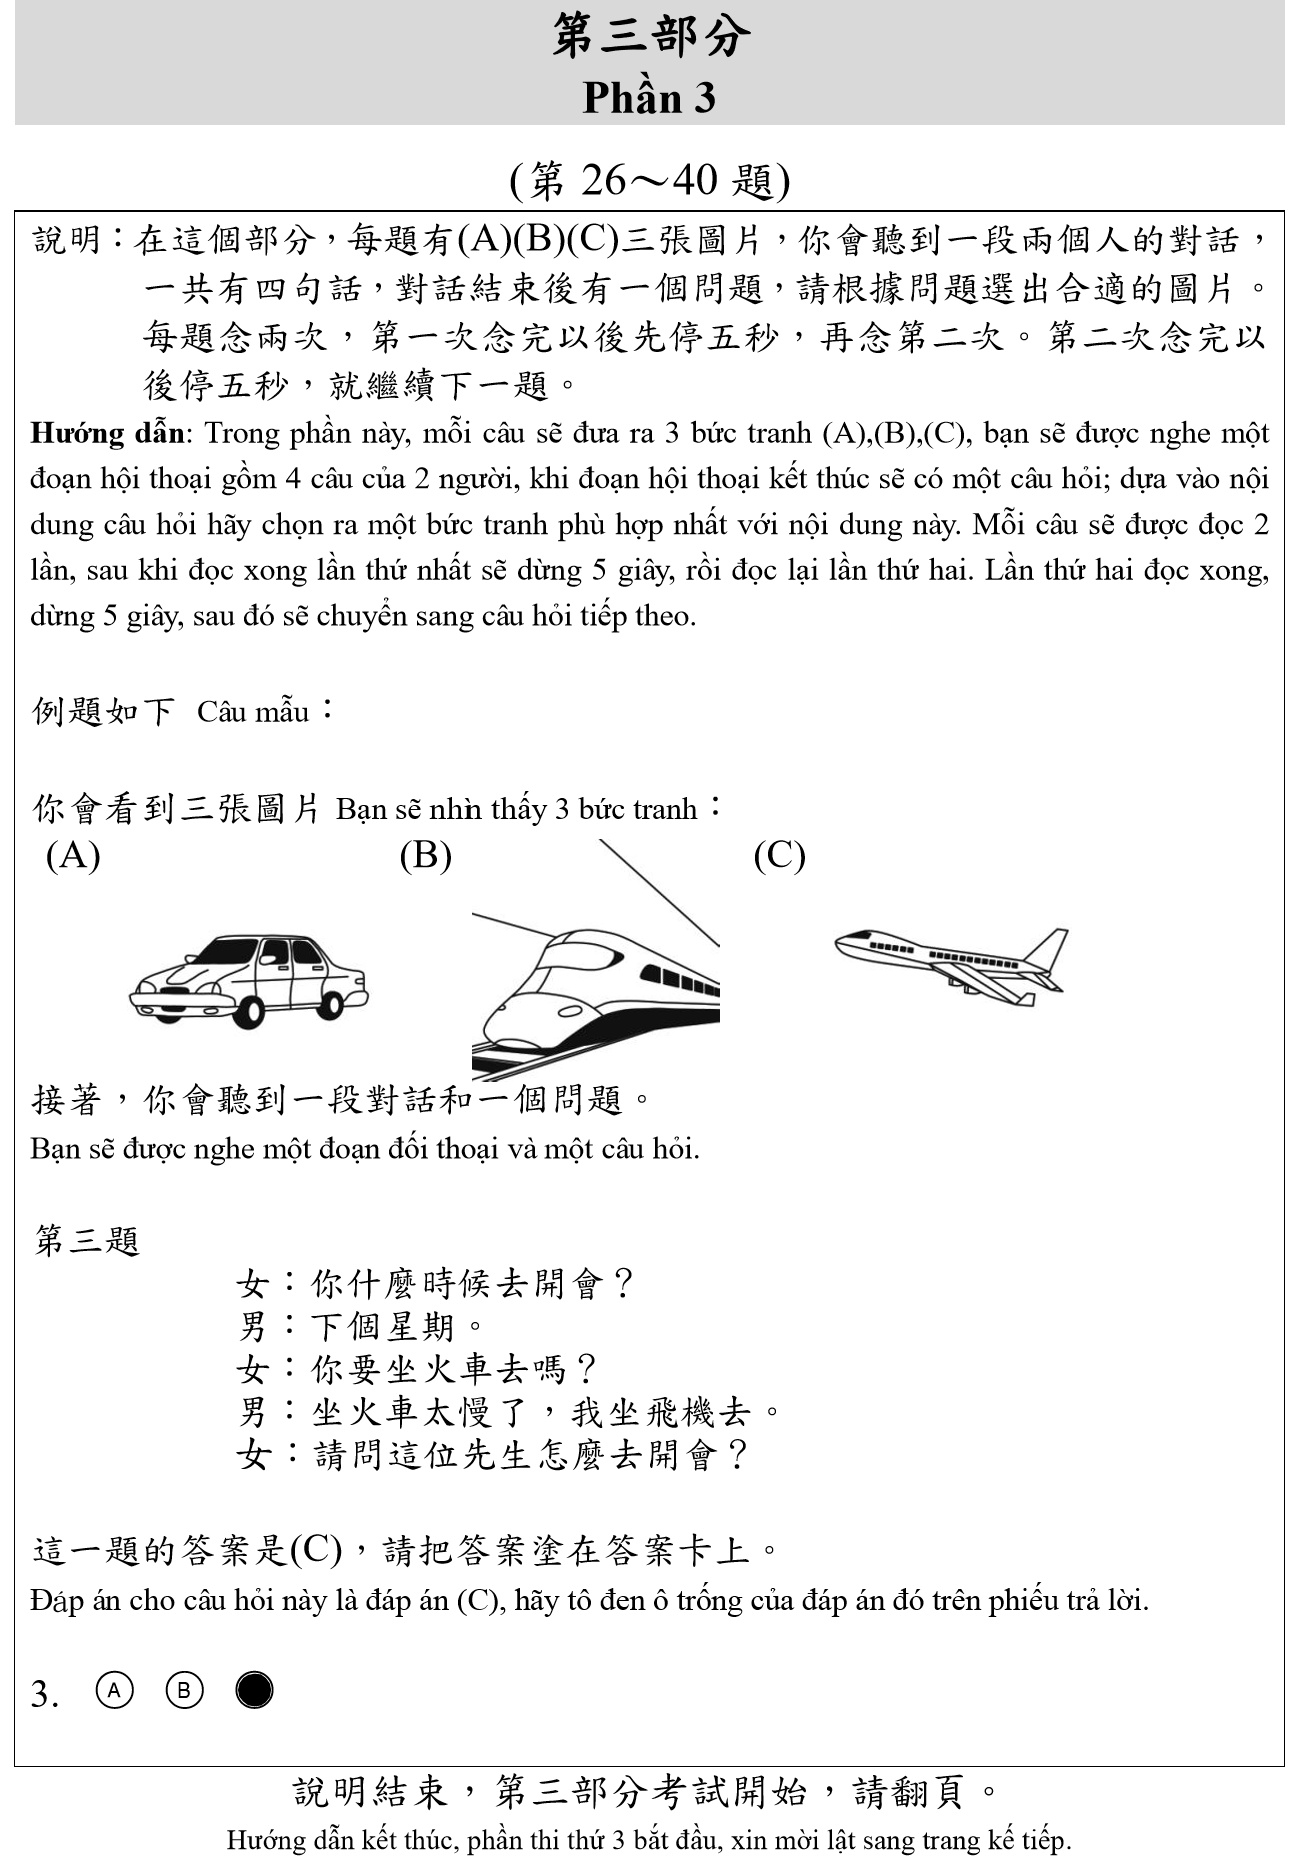 第三部分
Phần 3
(第 26～40 題)
說明：在這個部分，每題有(A)(B)(C)三張圖片，你會聽到一段兩個人的對話，
一共有四句話，對話結束後有一個問題，請根據問題選出合適的圖片。
每題念兩次，第一次念完以後先停五秒，再念第二次。第二次念完以
後停五秒，就繼續下一題。
Hướng dẫn: Trong phần này, mỗi câu sẽ đưa ra 3 bức tranh (A),(B),(C), bạn sẽ được nghe một
đoạn hội thoại gồm 4 câu của 2 người, khi đoạn hội thoại kết thúc sẽ có một câu hỏi; dựa vào nội
dung câu hỏi hãy chọn ra một bức tranh phù hợp nhất với nội dung này. Mỗi câu sẽ được đọc 2
lần, sau khi đọc xong lần thứ nhất sẽ dừng 5 giây, rồi đọc lại lần thứ hai. Lần thứ hai đọc xong,
dừng 5 giây, sau đó sẽ chuyển sang câu hỏi tiếp theo.
例題如下 Câu mẫu：
你會看到三張圖片 Bạn sẽ nhìn thấy 3 bức tranh：
(A) (B) (C)
接著，你會聽到一段對話和一個問題。
Bạn sẽ được nghe một đoạn đối thoại và một câu hỏi.
第三題
女：你什麼時候去開會？
男：下個星期。
女：你要坐火車去嗎？
男：坐火車太慢了，我坐飛機去。
女：請問這位先生怎麼去開會？
這一題的答案是(C)，請把答案塗在答案卡上。
Đáp án cho câu hỏi này là đáp án (C), hãy tô đen ô trống của đáp án đó trên phiếu trả lời.
3. A B
說明結束，第三部分考試開始，請翻頁。
Hướng dẫn kết thúc, phần thi thứ 3 bắt đầu, xin mời lật sang trang kế tiếp.